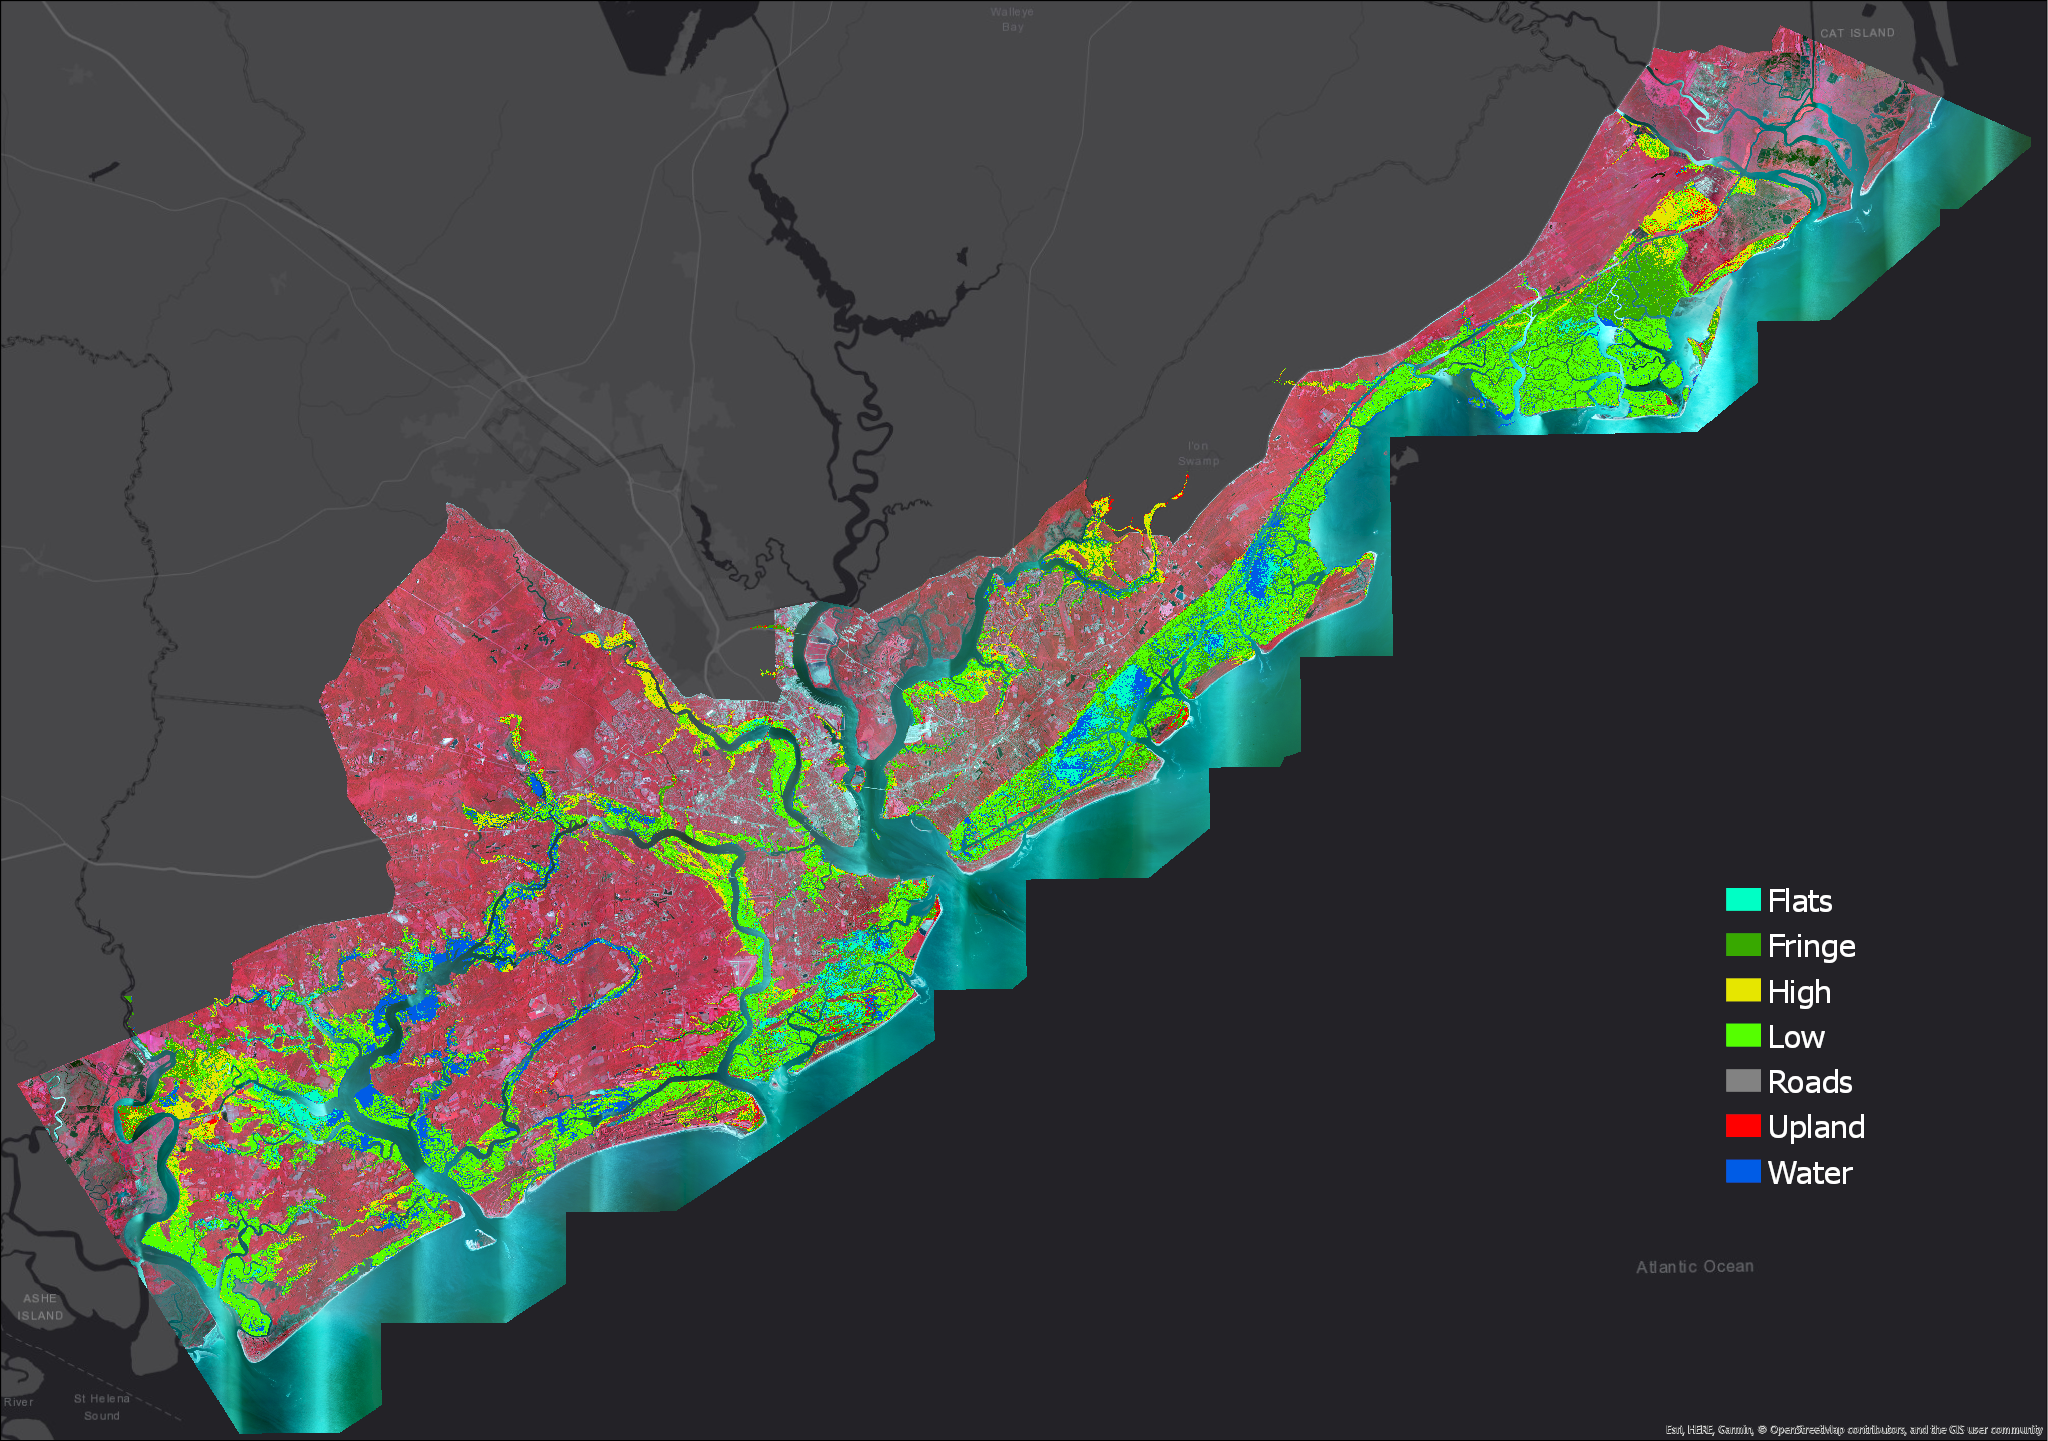 Walleye
Bay
CAT ISLAND
I'on
Swamp
Flats
Fringe
High
Low
Roads
Upland
Water
Atlantic Ocean
ASHE
ISLAND
River
St Helena
Sound
Esri, HERE, Garmin, © OpenStreetMap contributors, and the GIS user community